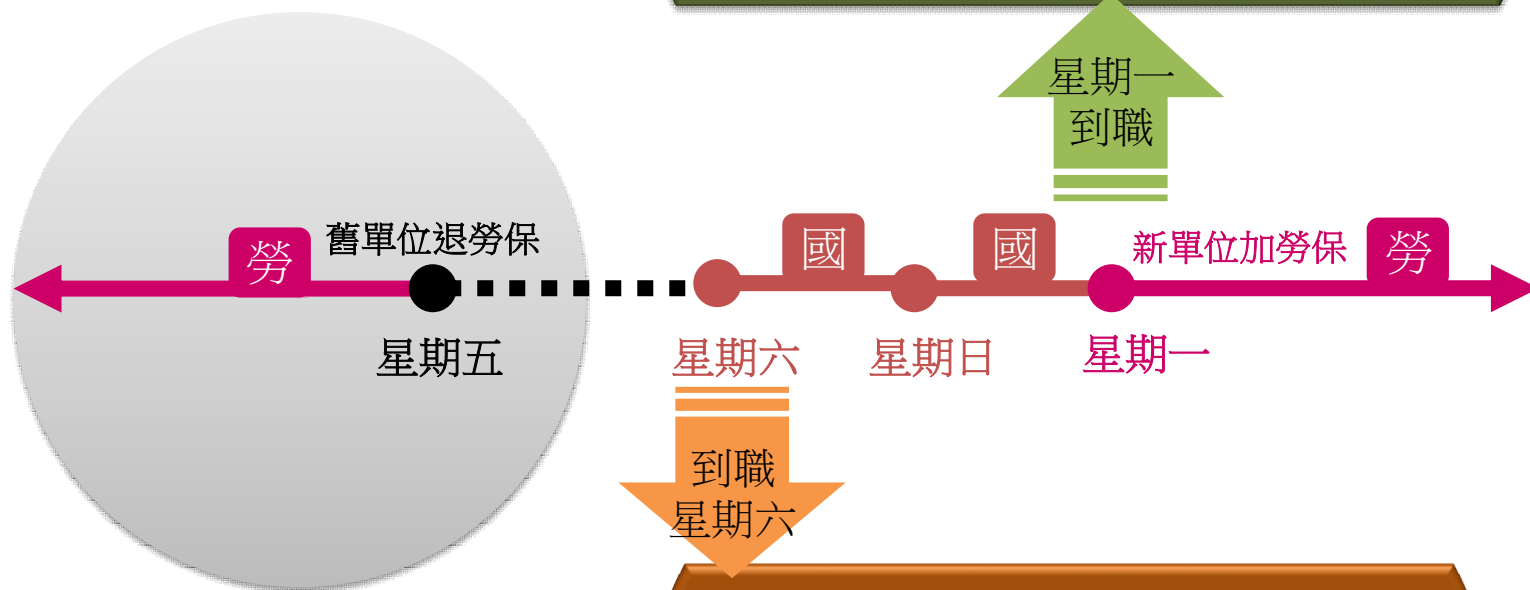 星期一
到職
勞
舊單位退勞保
國
國
新單位加勞保
勞
星期五
星期六
星期日
星期一
到職
星期六